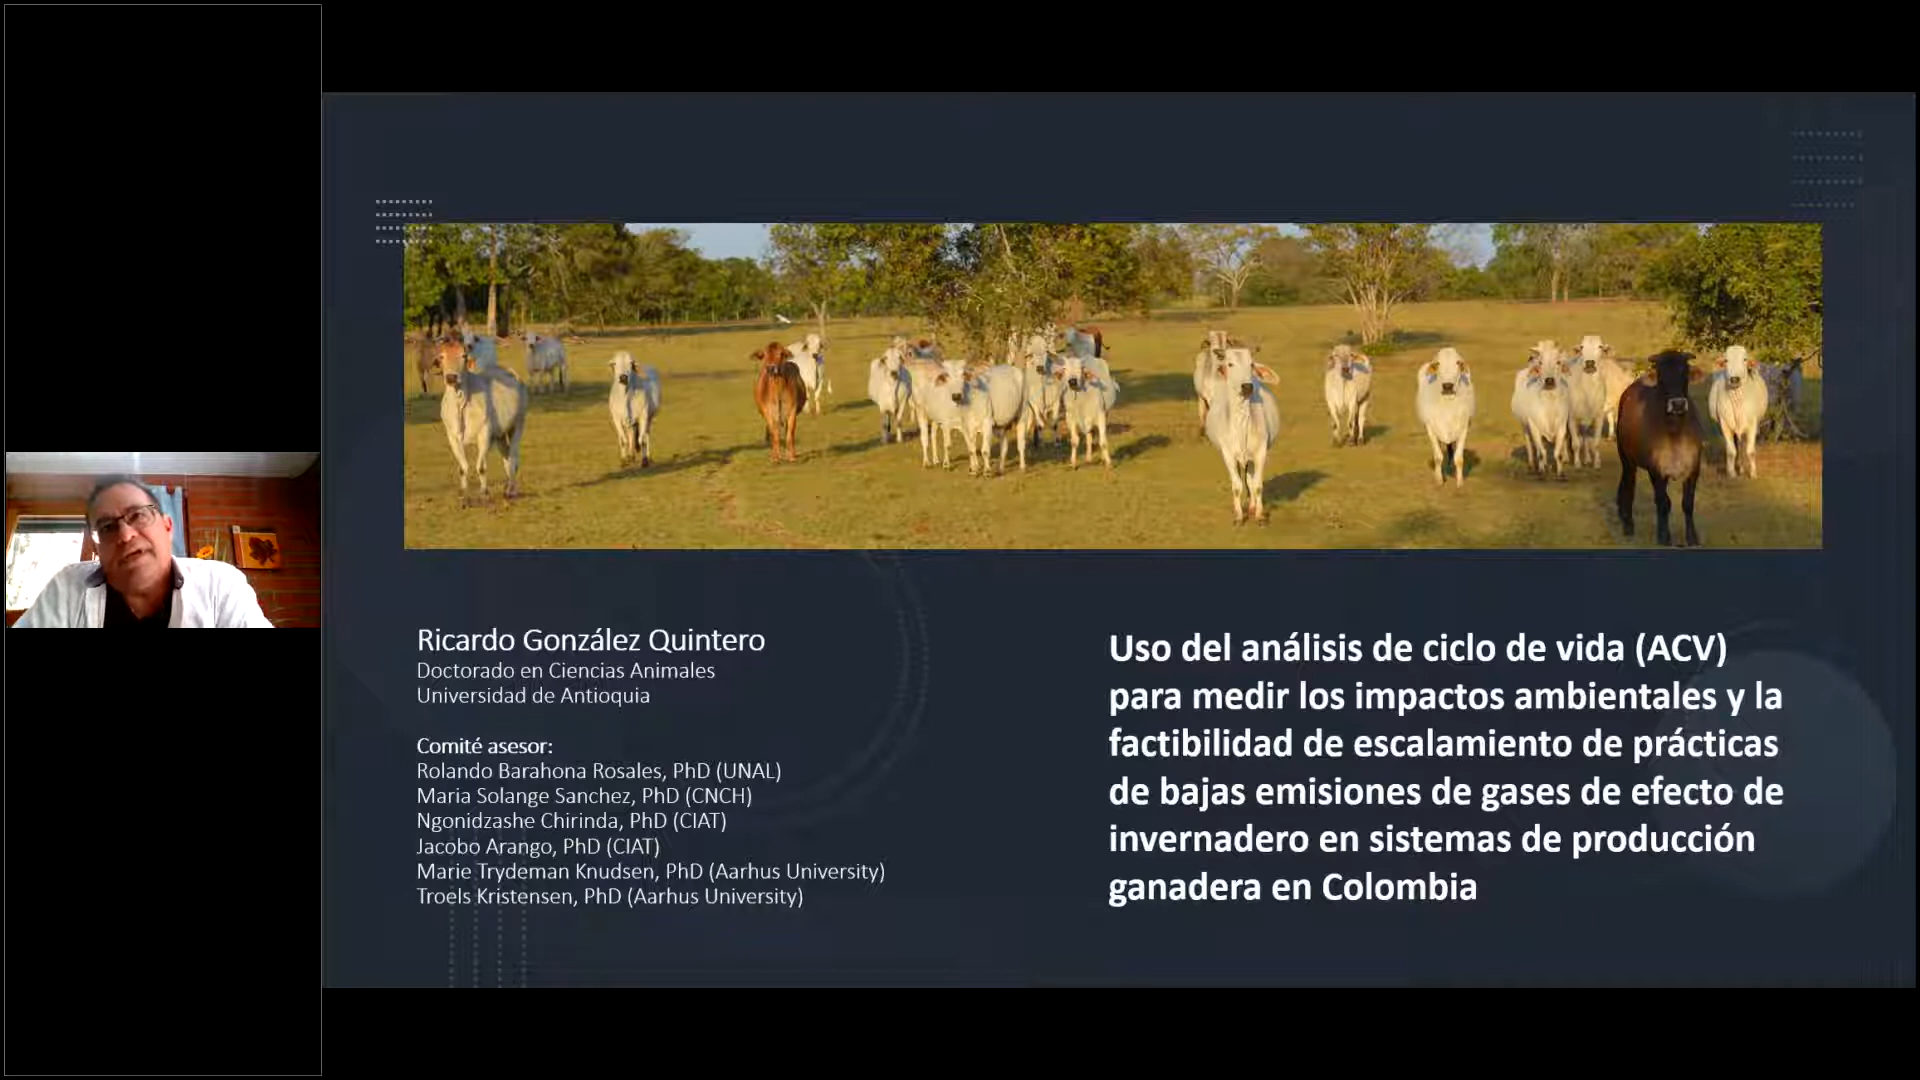 Ricardo González Quintero
Doctorado en Ciencias Animales
Universidad de Antioquia
Comité asesor:
Rolando Barahona Rosales, PhD (UNAL)
Maria Solange Sanchez, PhD (CNCH)
Ngonidzashe Chirinda, PhD (CIAT)
Jacobo Arango, PhD (CIAT)
Marie Trydeman Knudsen, PhD (Aarhus University)
Troels Kristensen, PhD (Aarhus University)
Uso del análisis de ciclo de vida (ACV)
para medir los impactos ambientales y la
factibilidad de escalamiento de prácticas
de bajas emisiones de gases de efecto de
invernadero en sistemas de producción
ganadera en Colombia